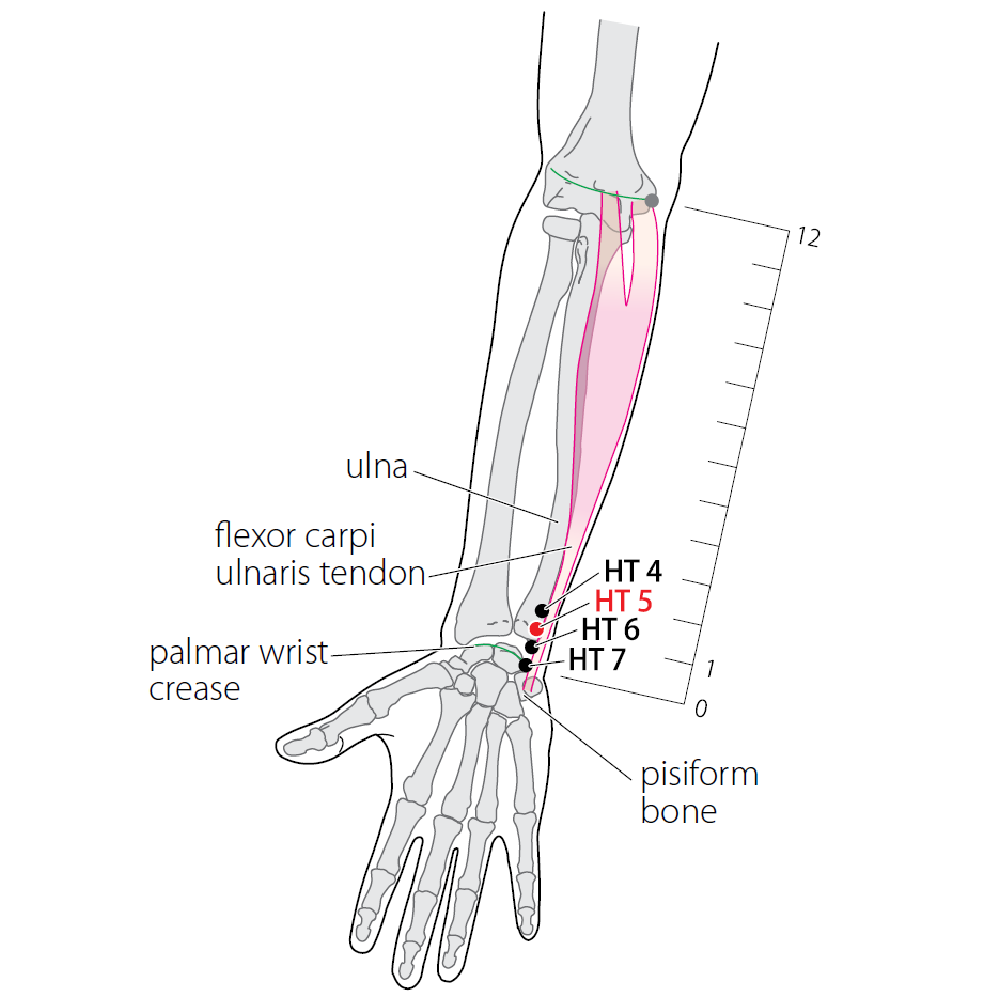 12
ulna
flexor carpi
ulnaris tendon
HT 4
HT 5
HT 6
HT 7
palmar wrist
crease
1
0
pisiform
bone